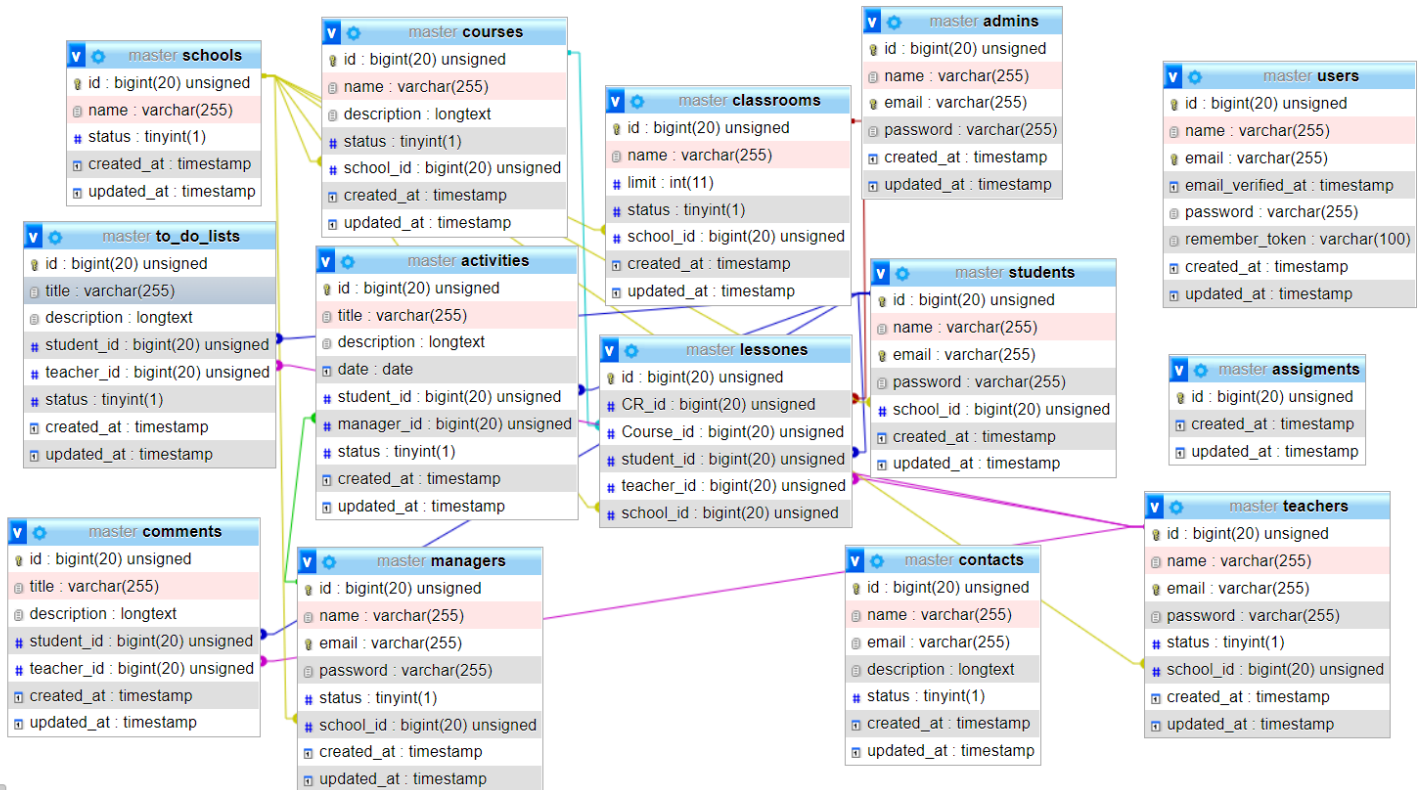 master schools
id : bigint(20) unsigned
name : varchar(255)
status : tinyint(1)
created_at : timestamp
updated_at : timestamp
master courses
id : bigint(20) unsigned
name : varchar(255)
description : longtext
status : tinyint(1)
school_id : bigint(20) unsigned
created_at : timestamp
updated_at : timestamp
master classrooms
id : bigint(20) unsigned
name : varchar(255)
limit : int(11)
status : tinyint(1)
school_id : bigint(20) unsigned
created_at : timestamp
updated_at : timestamp
master admins
id : bigint(20) unsigned
name : varchar(255)
email : varchar(255)
password : varchar(255)
created_at : timestamp
updated_at : timestamp
master users
id : bigint(20) unsigned
name : varchar(255)
email : varchar(255)
email_verified_at : timestamp
password : varchar(255)
remember_token : varchar(100)
created_at : timestamp
updated_at : timestamp
master to_do_lists
id : bigint(20) unsigned
title : varchar(255)
description : longtext
student_id : bigint(20) unsigned
teacher_id : bigint(20) unsigned
status : tinyint(1)
created_at : timestamp
updated_at : timestamp
master activities
id : bigint(20) unsigned
title : varchar(255)
description : longtext
date : date
student_id : bigint(20) unsigned
manager_id : bigint(20) unsigned
status : tinyint(1)
created_at : timestamp
updated_at : timestamp
master lessones
id : bigint(20) unsigned
CR_id : bigint(20) unsigned
Course_id : bigint(20) unsigned
student_id : bigint(20) unsigned
teacher_id : bigint(20) unsigned
school_id : bigint(20) unsigned
master students
id : bigint(20) unsigned
name : varchar(255)
email : varchar(255)
password : varchar(255)
school_id : bigint(20) unsigned
created_at : timestamp
updated_at : timestamp
master assigments
id : bigint(20) unsigned
created_at : timestamp
updated_at : timestamp
master comments
id : bigint(20) unsigned
title : varchar(255)
description : longtext
student_id : bigint(20) unsigned
teacher_id : bigint(20) unsigned
created_at : timestamp
updated_at : timestamp
master managers
id : bigint(20) unsigned
name : varchar(255)
email : varchar(255)
password : varchar(255)
status : tinyint(1)
school_id : bigint(20) unsigned
created_at : timestamp
updated_at : timestamp
master contacts
id : bigint(20) unsigned
name : varchar(255)
email : varchar(255)
description : longtext
status : tinyint(1)
created_at : timestamp
updated_at : timestamp
master teachers
id : bigint(20) unsigned
name : varchar(255)
email : varchar(255)
password : varchar(255)
status : tinyint(1)
school_id : bigint(20) unsigned
created_at : timestamp
updated_at : timestamp